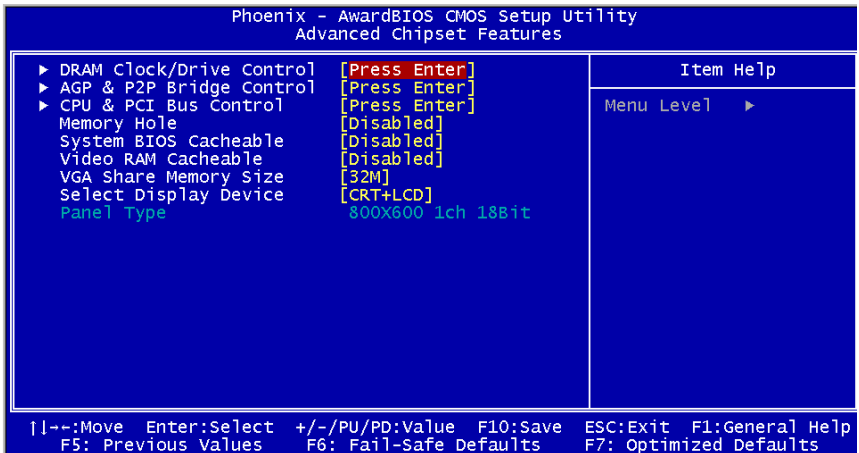 Phoenix - AwardBIOS CMOS Setup Utility
Advanced Chipset Features
▶ DRAM Clock/Drive Control [Press Enter]
▶ AGP & P2P Bridge Control [Press Enter]
▶ CPU & PCI Bus Control [Press Enter]
Memory Hole [Disabled]
System BIOS Cacheable [Disabled]
Video RAM Cacheable [Disabled]
VGA Share Memory Size [32M]
Select Display Device [CRT+LCD]
Panel Type 800X600 1ch 18Bit
Item Help
Menu Level ▶
↑↓→←:Move Enter:Select +/-/PU/PD:Value F10:Save ESC:Exit F1:General Help
F5: Previous Values F6: Fail-Safe Defaults F7: Optimized Defaults